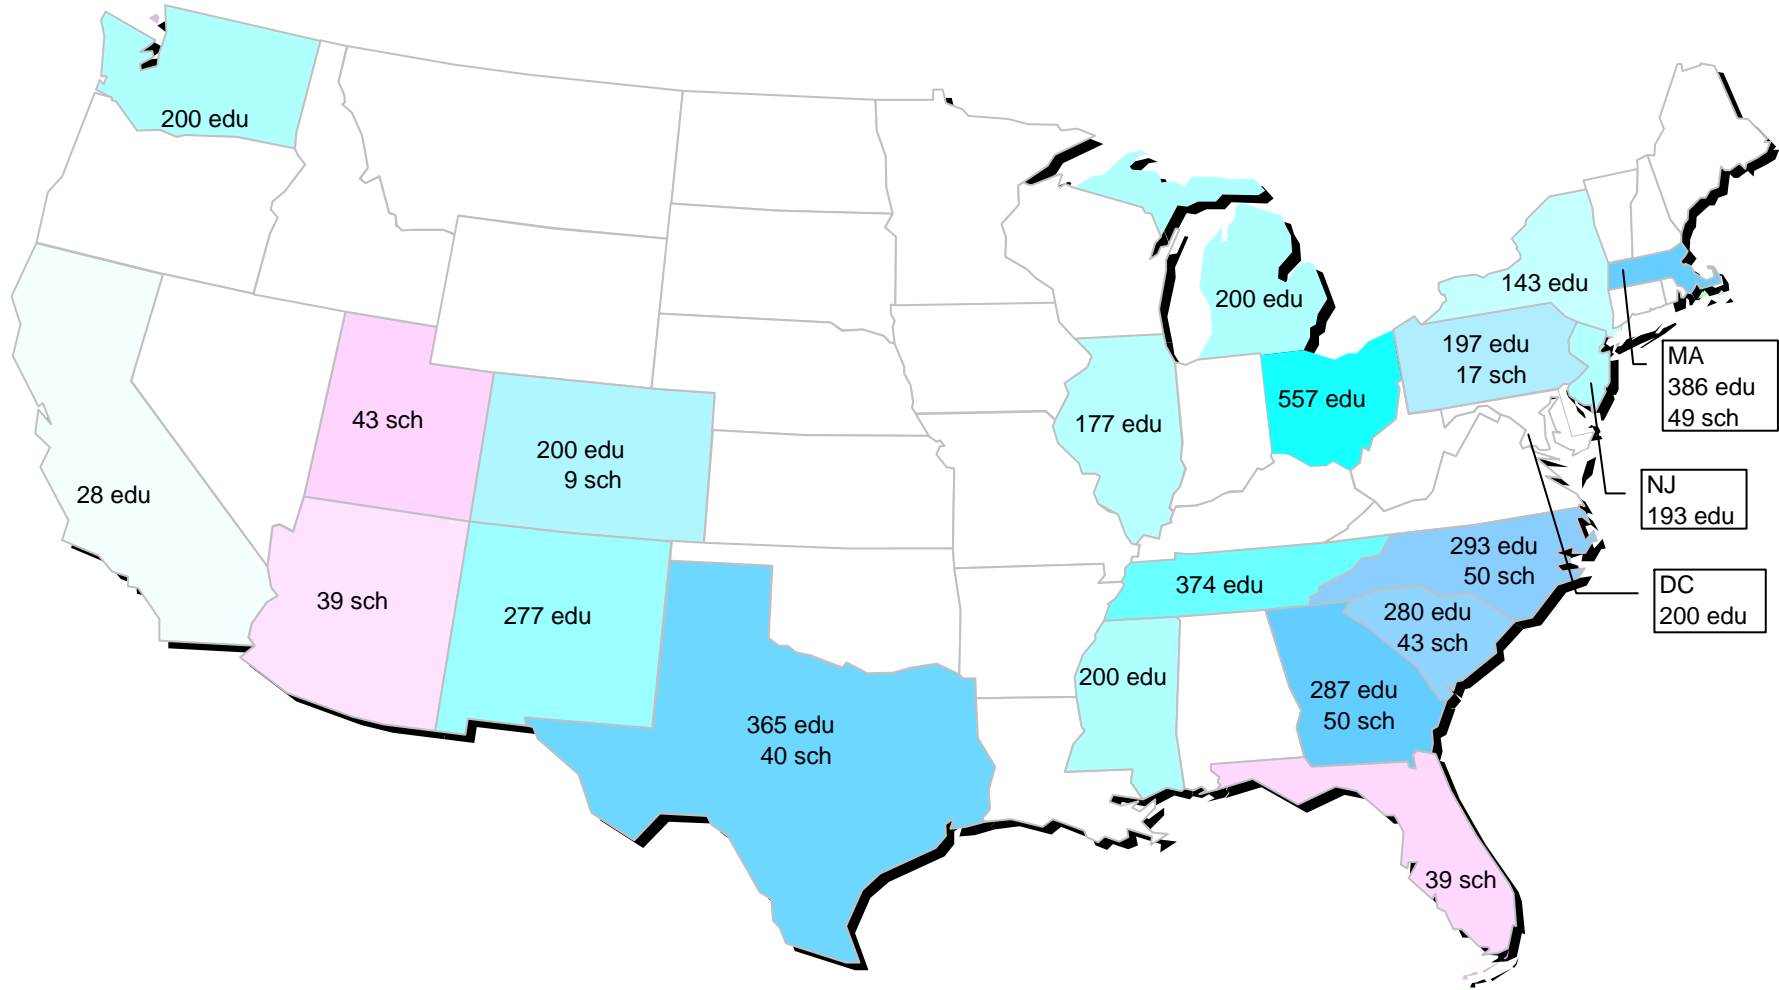 200 edu
143 edu
200 edu
197 edu
17 sch
MA
386 edu
49 sch
557 edu
43 sch
177 edu
200 edu
9 sch
28 edu
NJ
193 edu
293 edu
50 sch
374 edu
DC
200 edu
39 sch
277 edu
280 edu
43 sch
200 edu
287 edu
50 sch
365 edu
40 sch
39 sch